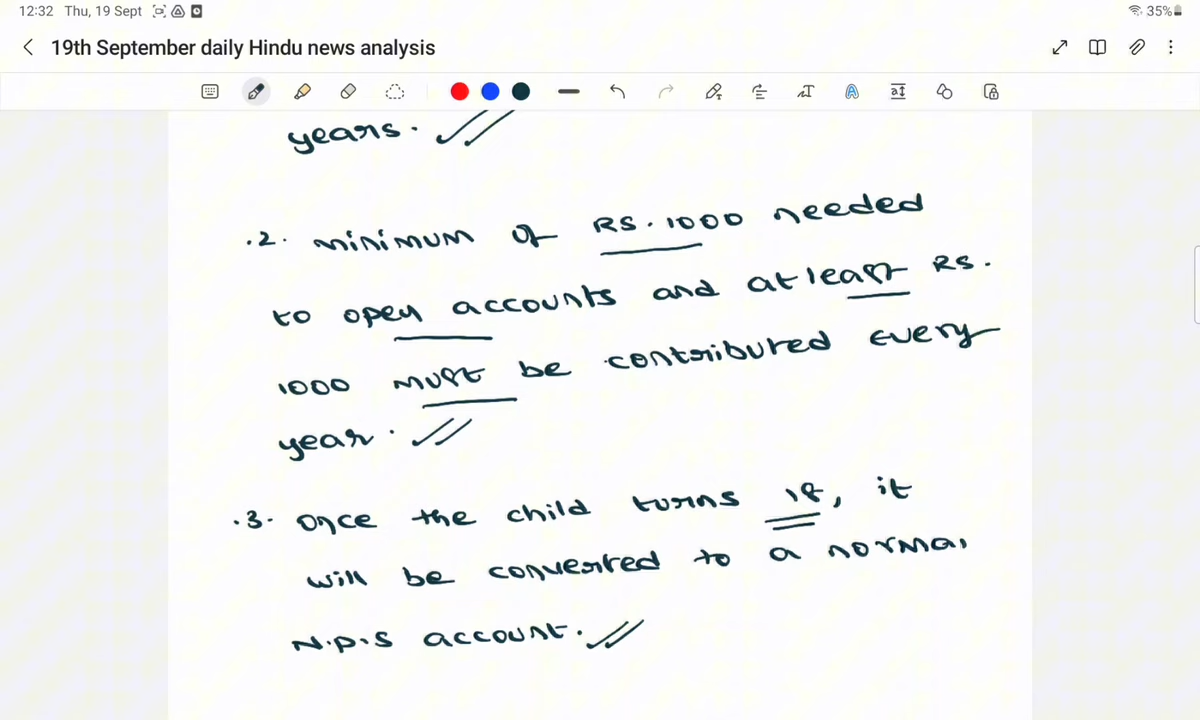 12:32 Thu, 19 Sept 35%
19th September daily Hindu news analysis
years.
.2. minimum of RS. 1000 needed
to open accounts and atleast RS.
1000 must be contributed every
year.
.3. Once the child turns 18, it
will be converted to a normal
N.P.S account.